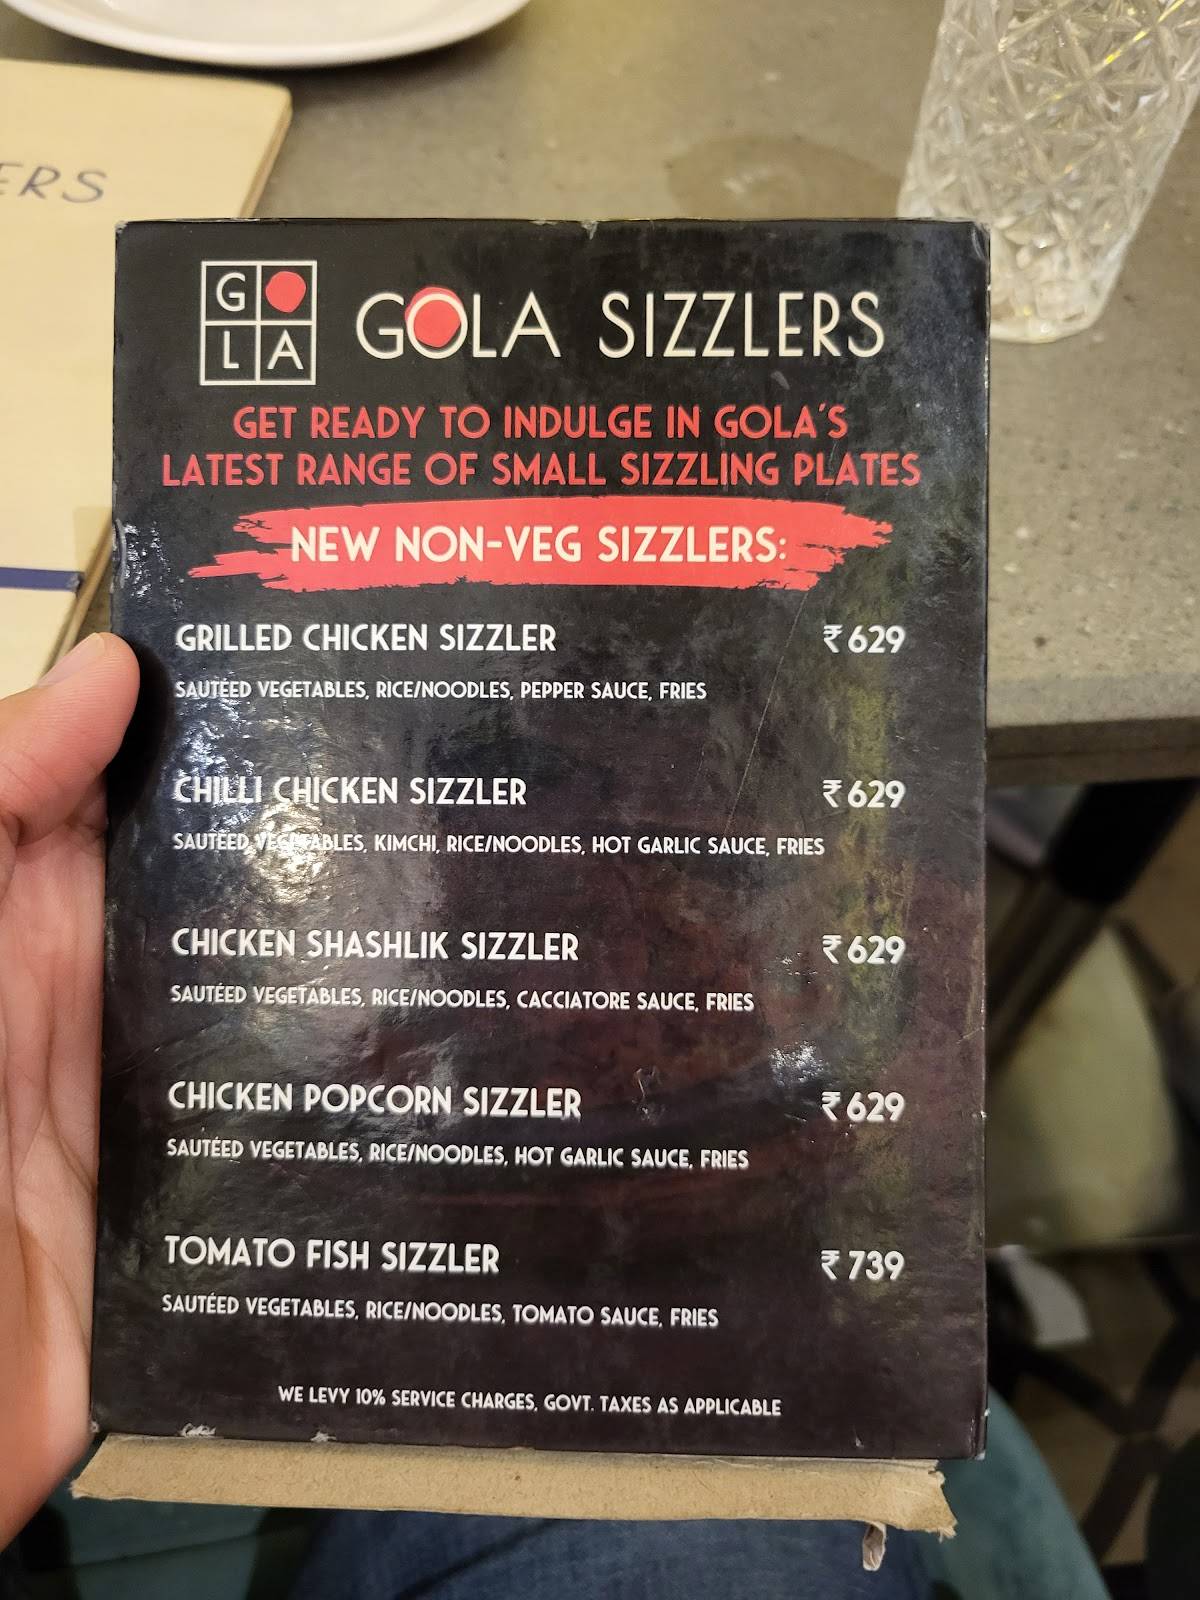 ERS
GOLA
GOLA SIZZLERS
GET READY TO INDULGE IN GOLA'S
LATEST RANGE OF SMALL SIZZLING PLATES
NEW NON-VEG SIZZLERS:
GRILLED CHICKEN SIZZLER ₹629
SAUTÉED VEGETABLES, RICE/NOODLES, PEPPER SAUCE, FRIES
CHILLI CHICKEN SIZZLER ₹629
SAUTÉED VEGETABLES, KIMCHI, RICE/NOODLES, HOT GARLIC SAUCE, FRIES
CHICKEN SHASHLIK SIZZLER ₹629
SAUTÉED VEGETABLES, RICE/NOODLES, CACCIATORE SAUCE, FRIES
CHICKEN POPCORN SIZZLER ₹629
SAUTÉED VEGETABLES, RICE/NOODLES, HOT GARLIC SAUCE, FRIES
TOMATO FISH SIZZLER ₹739
SAUTÉED VEGETABLES, RICE/NOODLES, TOMATO SAUCE, FRIES
WE LEVY 10% SERVICE CHARGES, GOVT. TAXES AS APPLICABLE